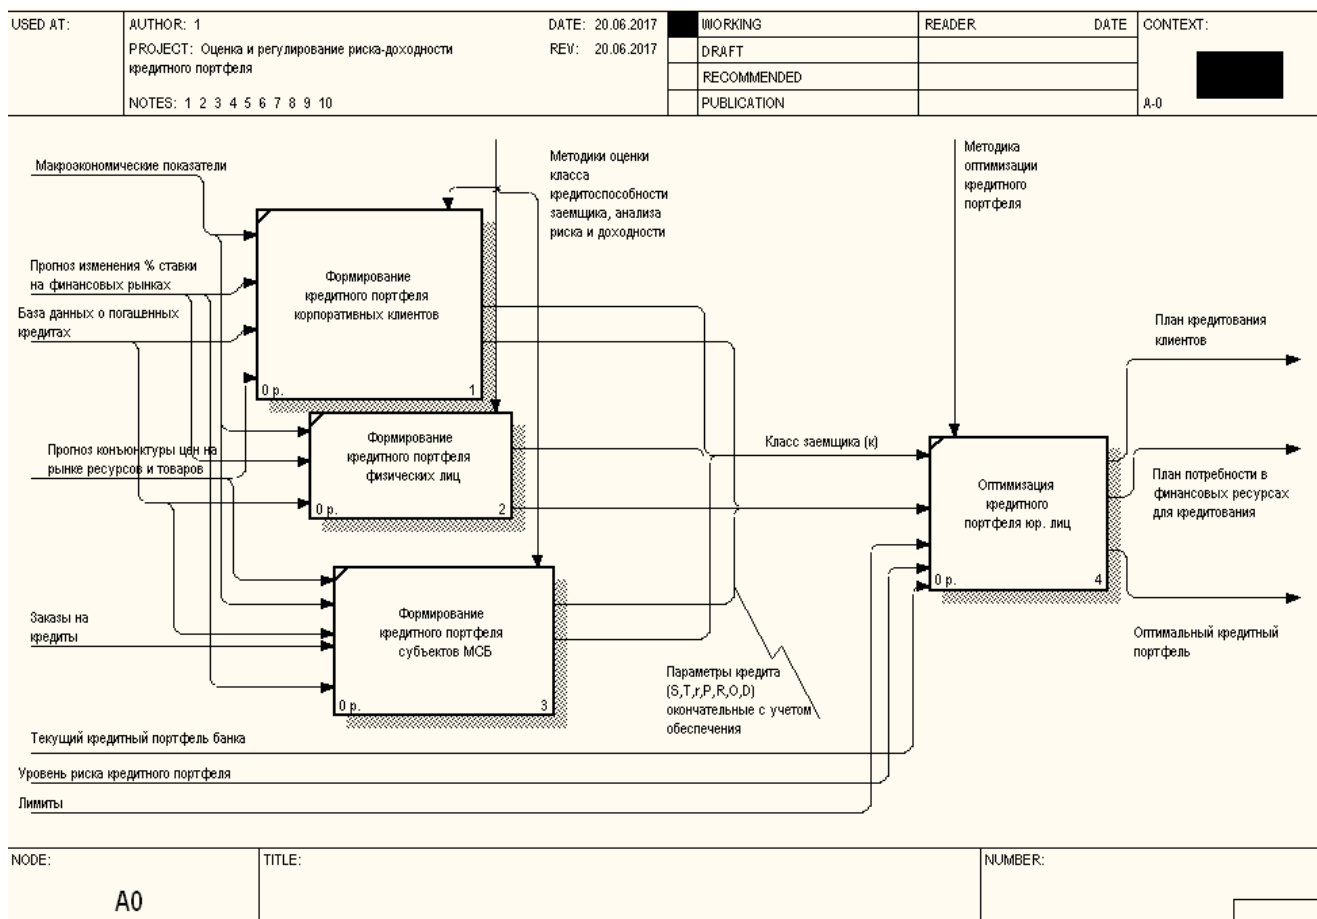 USED AT:
AUTHOR: 1
DATE: 20.06.2017
PROJECT: Оценка и регулирование риска-доходности
кредитного портфеля
REV: 20.06.2017
NOTES: 1 2 3 4 5 6 7 8 9 10
WORKING
DRAFT
RECOMMENDED
PUBLICATION
READER
DATE
CONTEXT:
A-0
Макроэкономические показатели
Прогноз изменения % ставки
на финансовых рынках
База данных о погашенных
кредитах
Прогноз конъюнктуры цен на
рынке ресурсов и товаров
Заказы на
кредиты
Текущий кредитный портфель банка
Уровень риска кредитного портфеля
Лимиты
Методики оценки
класса
кредитоспособности
заемщика, анализа
риска и доходности
Методика
оптимизации
кредитного
портфеля
Формирование
кредитного портфеля
корпоративных клиентов
0 р.
1
Формирование
кредитного портфеля
физических лиц
0 р.
2
Формирование
кредитного портфеля
субъектов МСБ
0 р.
3
Класс заемщика (к)
Параметры кредита
(S,T,r,P,R,O,D)
окончательные с учетом
обеспечения
Оптимизация
кредитного
портфеля юр. лиц
0 р.
4
План кредитования
клиентов
План потребности в
финансовых ресурсах
для кредитования
Оптимальный кредитный
портфель
NODE:
A0
TITLE:
NUMBER: